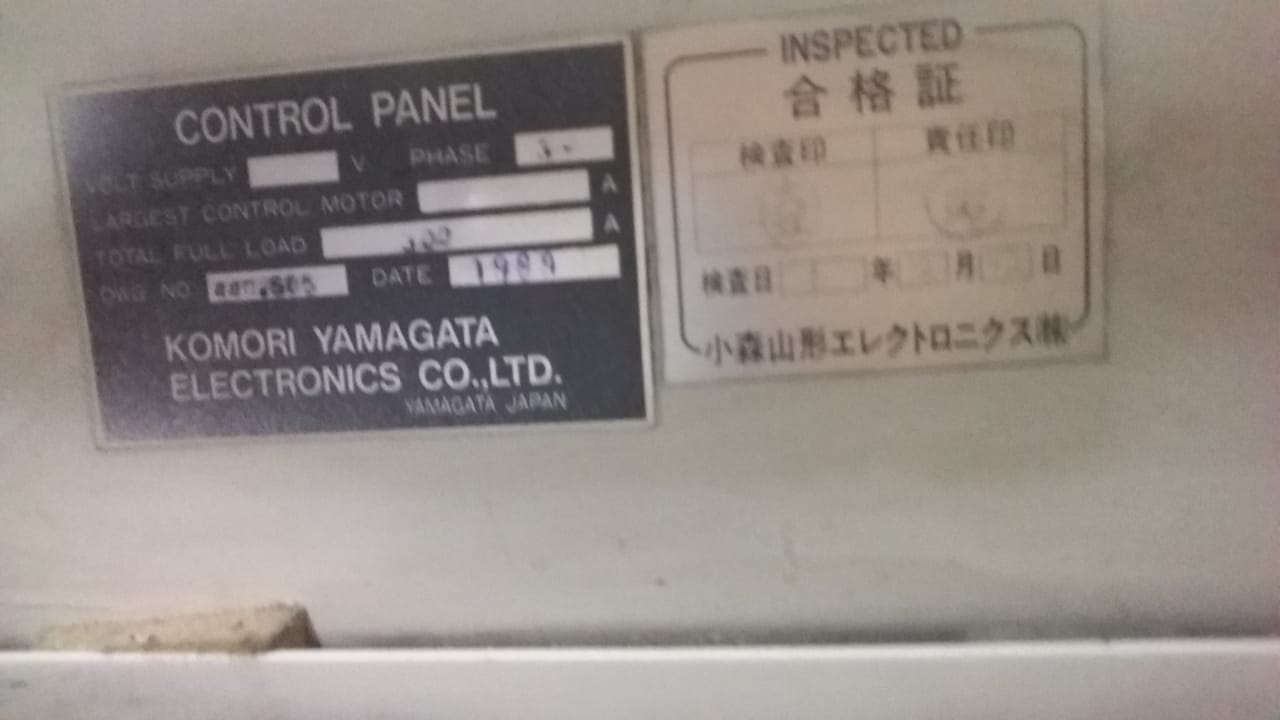 CONTROL PANEL
VOLT SUPPLY V PHASE
LARGEST CONTROL MOTOR A
TOTAL FULL LOAD A
DWG NO DATE 1989
KOMORI YAMAGATA
ELECTRONICS CO.,LTD.
YAMAGATA JAPAN
INSPECTED
合格証
検査印 責任印
検査日 年 月 日
小森山形エレクトロニクス㈱